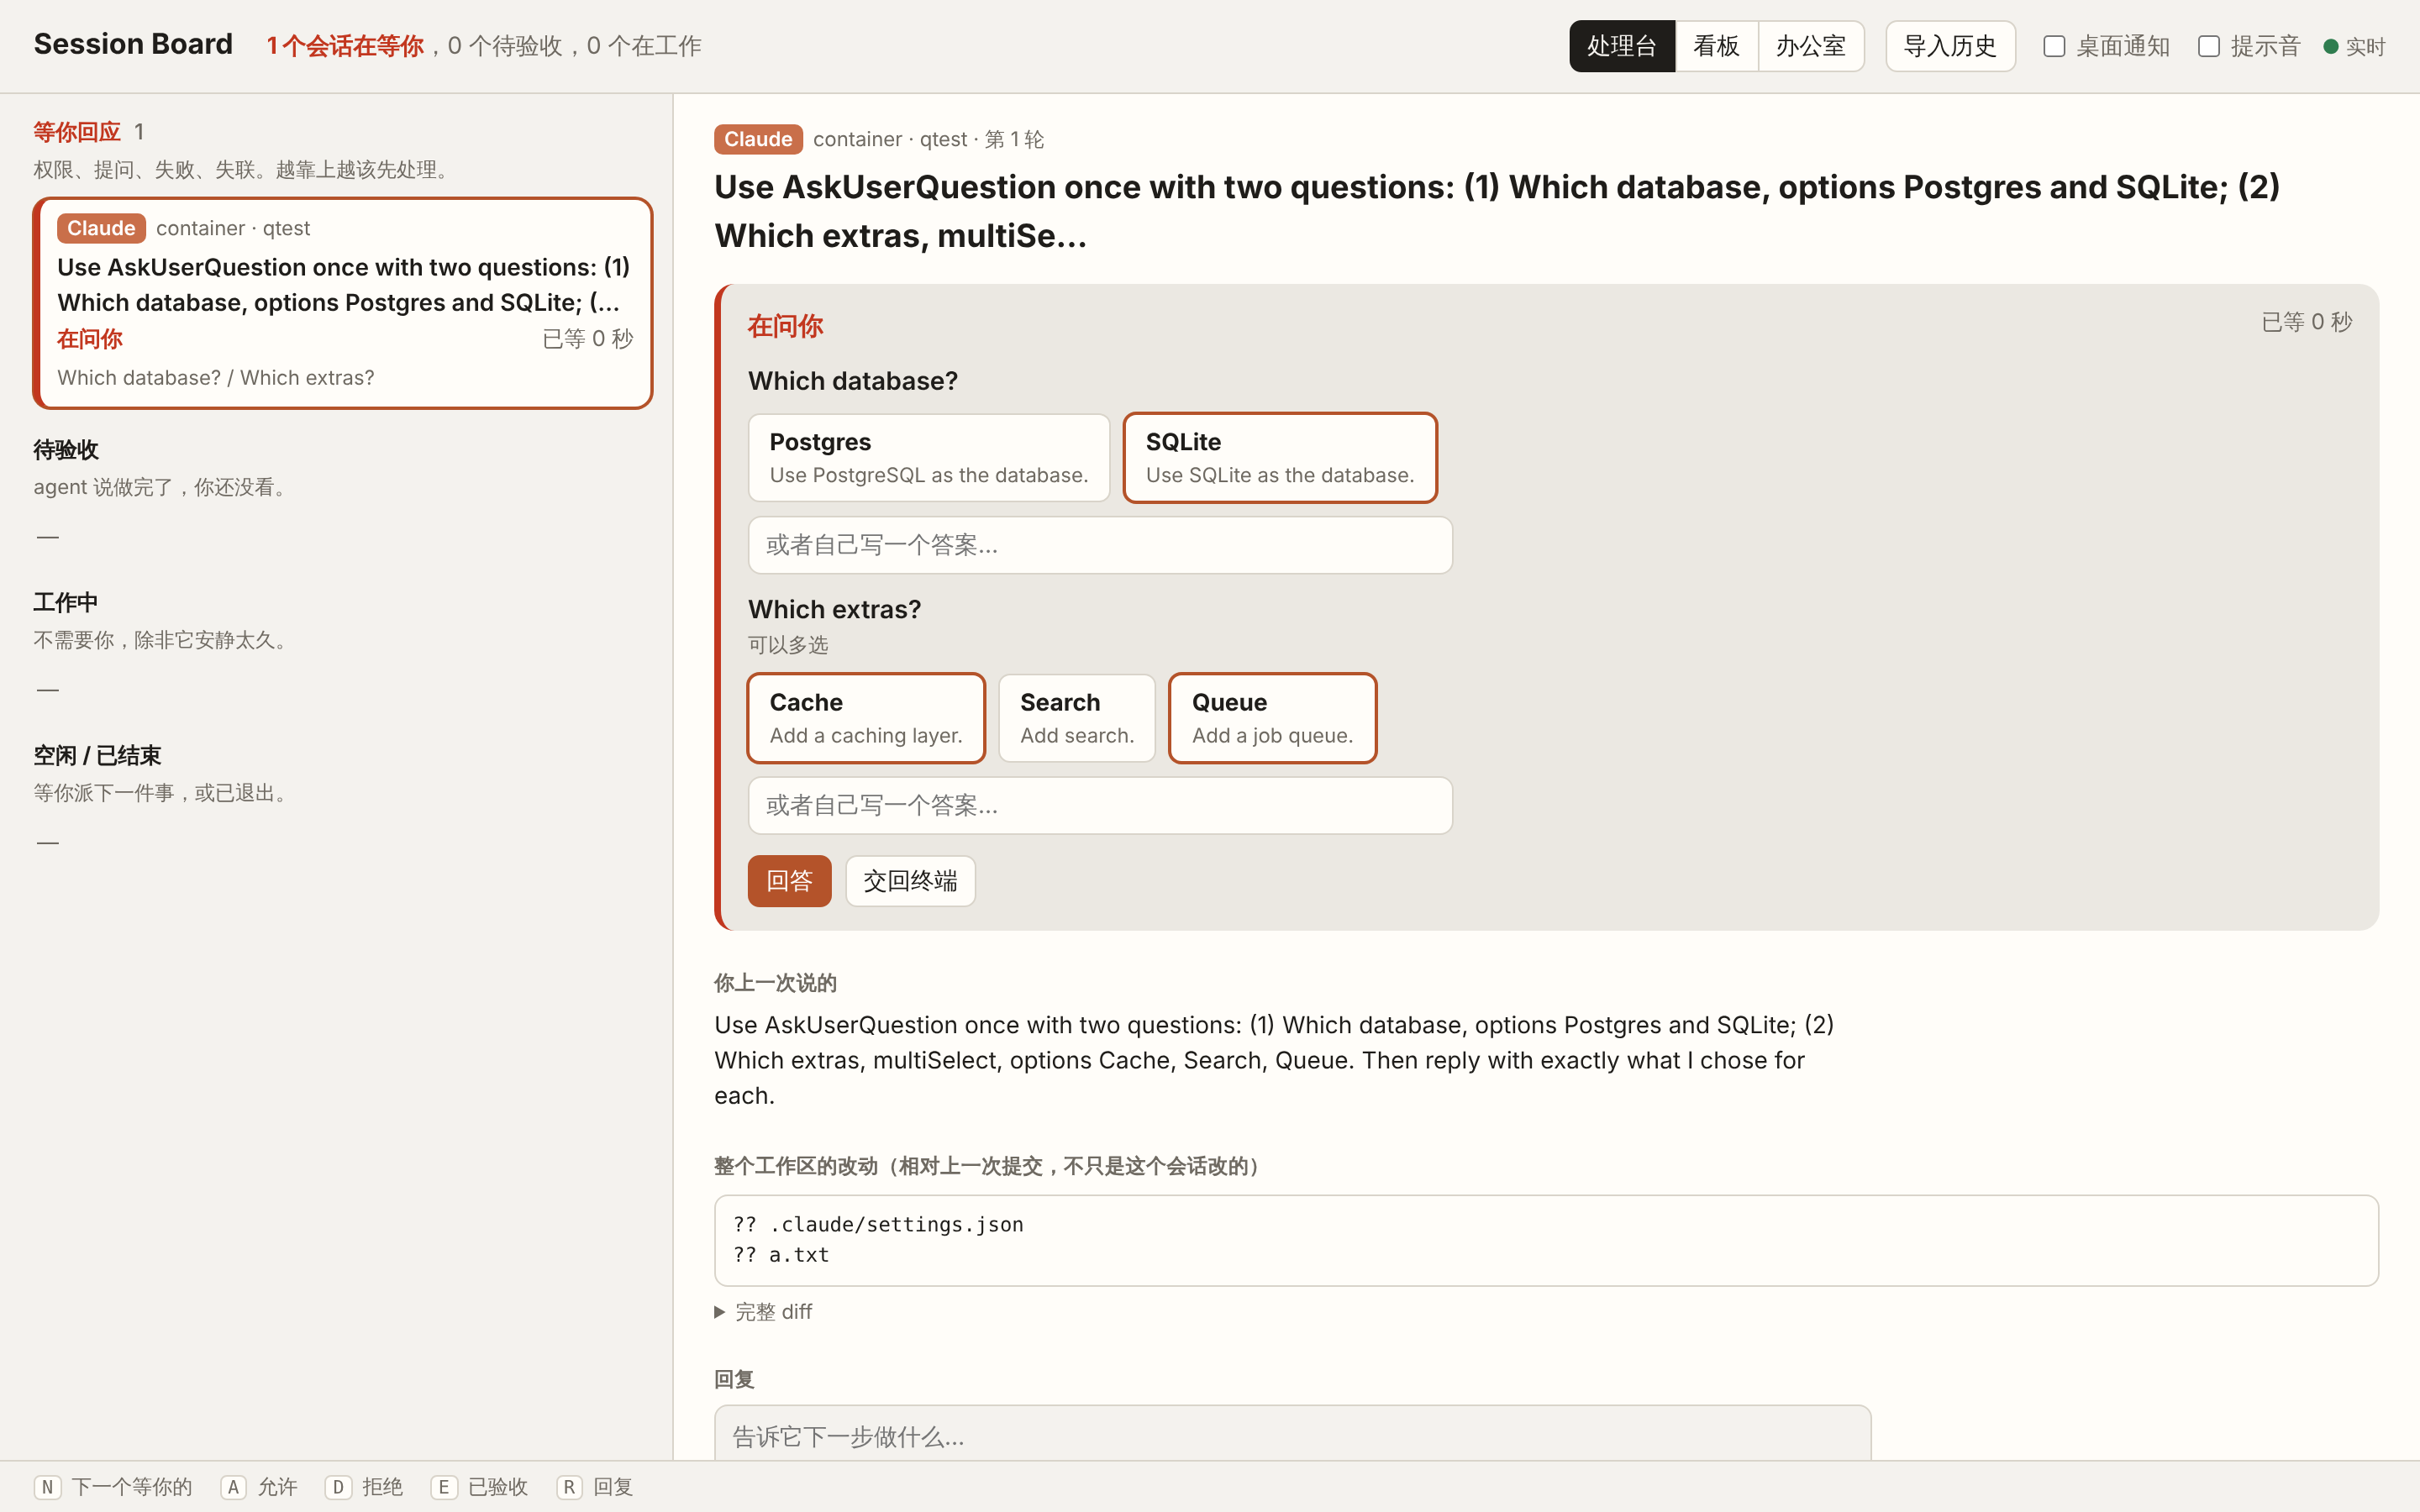 Session Board
1 个会话在等你，0 个待验收，0 个在工作
处理台
看板
办公室
导入历史
桌面通知
提示音
实时
等你回应 1
权限、提问、失败、失联。越靠上越该先处理。
Claude container · qtest
Use AskUserQuestion once with two questions: (1)
Which database, options Postgres and SQLite; (...
在问你
已等 0 秒
Which database? / Which extras?
待验收
agent 说做完了，你还没看。
—
工作中
不需要你，除非它安静太久。
—
空闲 / 已结束
等你派下一件事，或已退出。
—
Claude container · qtest · 第 1 轮
Use AskUserQuestion once with two questions: (1) Which database, options Postgres and SQLite; (2)
Which extras, multiSe...
在问你
已等 0 秒
Which database?
Postgres
Use PostgreSQL as the database.
SQLite
Use SQLite as the database.
或者自己写一个答案...
Which extras?
可以多选
Cache
Add a caching layer.
Search
Add search.
Queue
Add a job queue.
或者自己写一个答案...
回答
交回终端
你上一次说的
Use AskUserQuestion once with two questions: (1) Which database, options Postgres and SQLite; (2)
Which extras, multiSelect, options Cache, Search, Queue. Then reply with exactly what I chose for
each.
整个工作区的改动（相对上一次提交，不只是这个会话改的）
?? .claude/settings.json
?? a.txt
完整 diff
回复
告诉它下一步做什么...
N 下一个等你的
A 允许
D 拒绝
E 已验收
R 回复